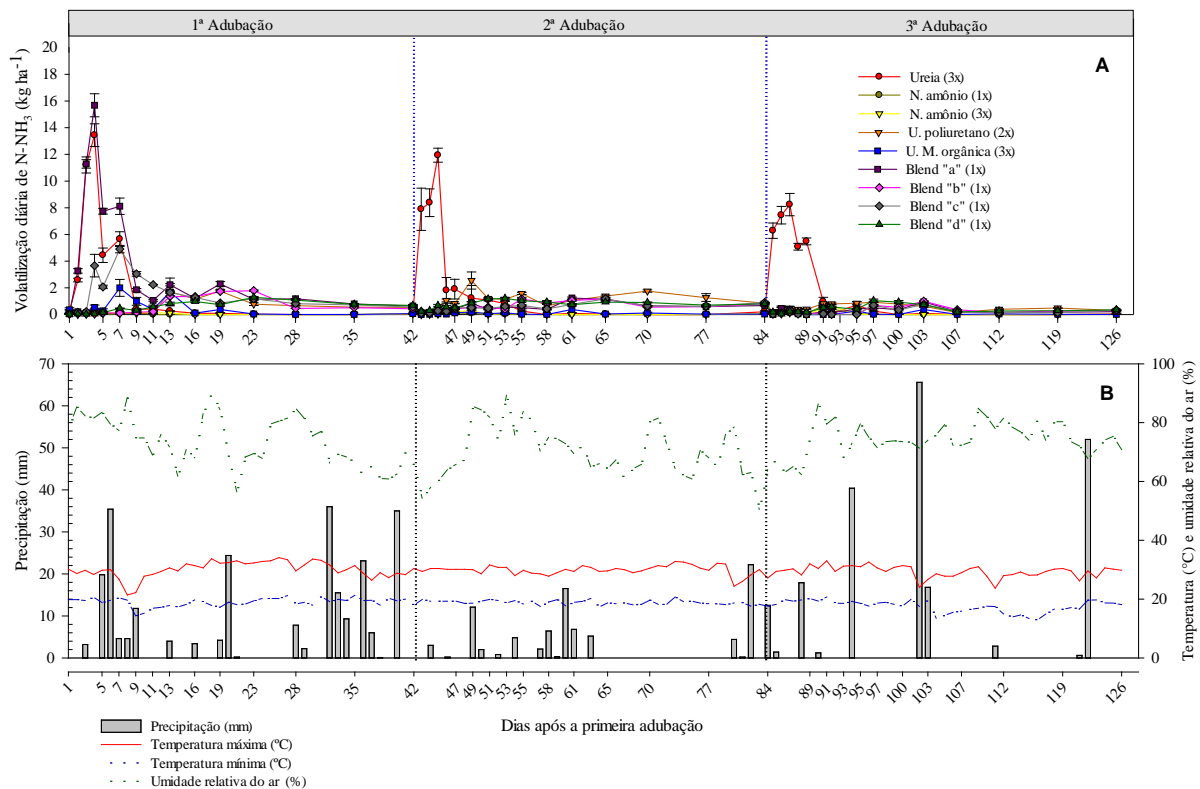 1ª Adubação 2ª Adubação 3ª Adubação
A
Volatilização diária de N-NH3 (kg ha-1)
20
18
16
14
12
10
8
6
4
2
0
Ureia (3x)
N. amônio (1x)
N. amônio (3x)
U. poliuretano (2x)
U. M. orgânica (3x)
Blend "a" (1x)
Blend "b" (1x)
Blend "c" (1x)
Blend "d" (1x)
1 5 7 9 11 13 16 19 23 28 35 42 47 49 51 53 55 58 61 65 70 77 84 89 91 93 95 97 100 103 107 112 119 126
B
Precipitação (mm)
70
60
50
40
30
20
10
0
100
80
60
40
20
0
Temperatura (°C) e umidade relativa do ar (%)
1 5 7 9 11 13 16 19 23 28 35 42 47 49 51 53 55 58 61 65 70 77 84 89 91 93 95 97 100 103 107 112 119 126
Dias após a primeira adubação
Precipitação (mm)
Temperatura máxima (ºC)
Temperatura mínima (ºC)
Umidade relativa do ar (%)